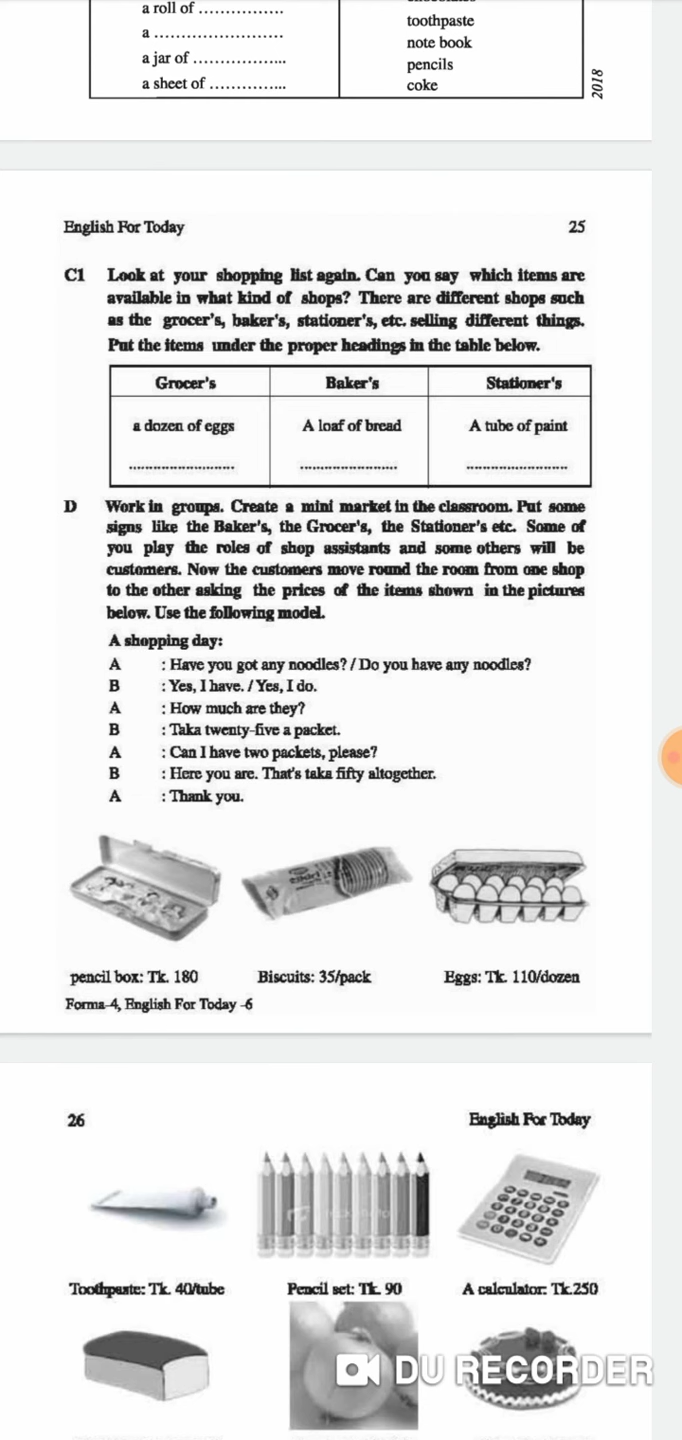 a roll of ................
a ........................
a jar of ..................
a sheet of ...............
toothpaste
note book
pencils
coke
2018
English For Today 25
C1 Look at your shopping list again. Can you say which items are
available in what kind of shops? There are different shops such
as the grocer's, baker's, stationer's, etc. selling different things.
Put the items under the proper headings in the table below.
Grocer's Baker's Stationer's
a dozen of eggs A loaf of bread A tube of paint
........................... ......................... ..........................
D Work in groups. Create a mini market in the classroom. Put some
signs like the Baker's, the Grocer's, the Stationer's etc. Some of
you play the roles of shop assistants and some others will be
customers. Now the customers move round the room from one shop
to the other asking the prices of the items shown in the pictures
below. Use the following model.
A shopping day:
A : Have you got any noodles? / Do you have any noodles?
B : Yes, I have. / Yes, I do.
A : How much are they?
B : Taka twenty-five a packet.
A : Can I have two packets, please?
B : Here you are. That's taka fifty altogether.
A : Thank you.
pencil box: Tk. 180 Biscuits: 35/pack Eggs: Tk. 110/dozen
Forma-4, English For Today -6
26 English For Today
Toothpaste: Tk. 40/tube Pencil set: Tk. 90 A calculator: Tk.250
DU RECORDER